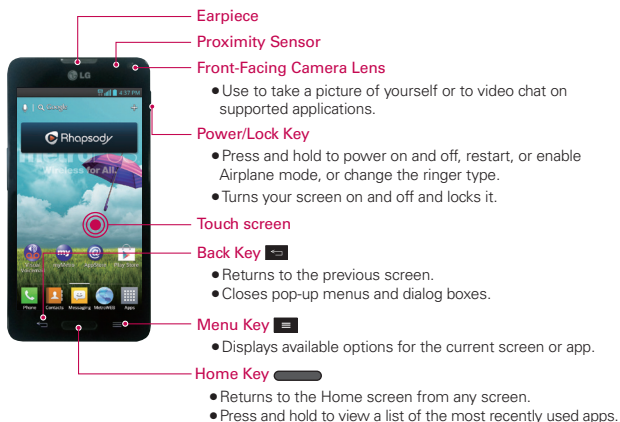 Earpiece
Proximity Sensor
Front-Facing Camera Lens
● Use to take a picture of yourself or to video chat on
supported applications.
Power/Lock Key
● Press and hold to power on and off, restart, or enable
Airplane mode, or change the ringer type.
● Turns your screen on and off and locks it.
Touch screen
Back Key
● Returns to the previous screen.
● Closes pop-up menus and dialog boxes.
Menu Key
● Displays available options for the current screen or app.
Home Key
● Returns to the Home screen from any screen.
● Press and hold to view a list of the most recently used apps.
LG
4:37 PM
Google
Rhapsody
Wireless for All.
Phone Contacts Messaging MetroWEB Apps